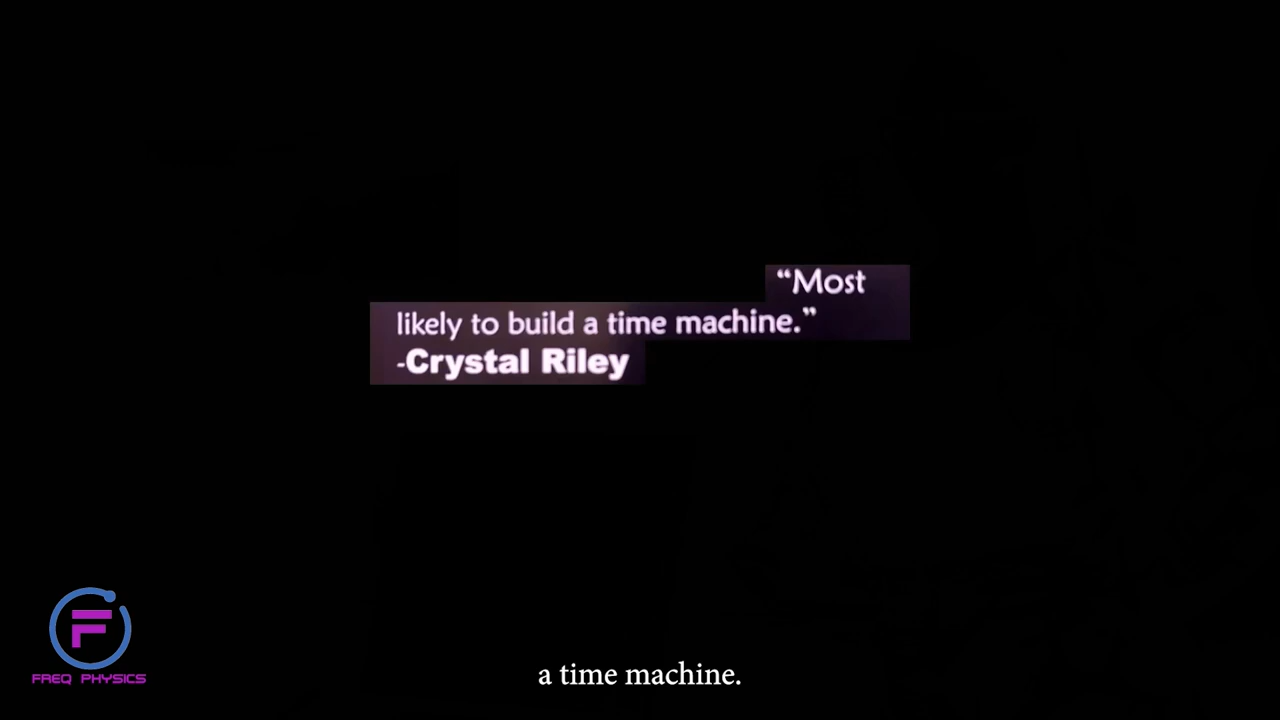 “Most
likely to build a time machine.”
-Crystal Riley
F
FREQ PHYSICS
a time machine.